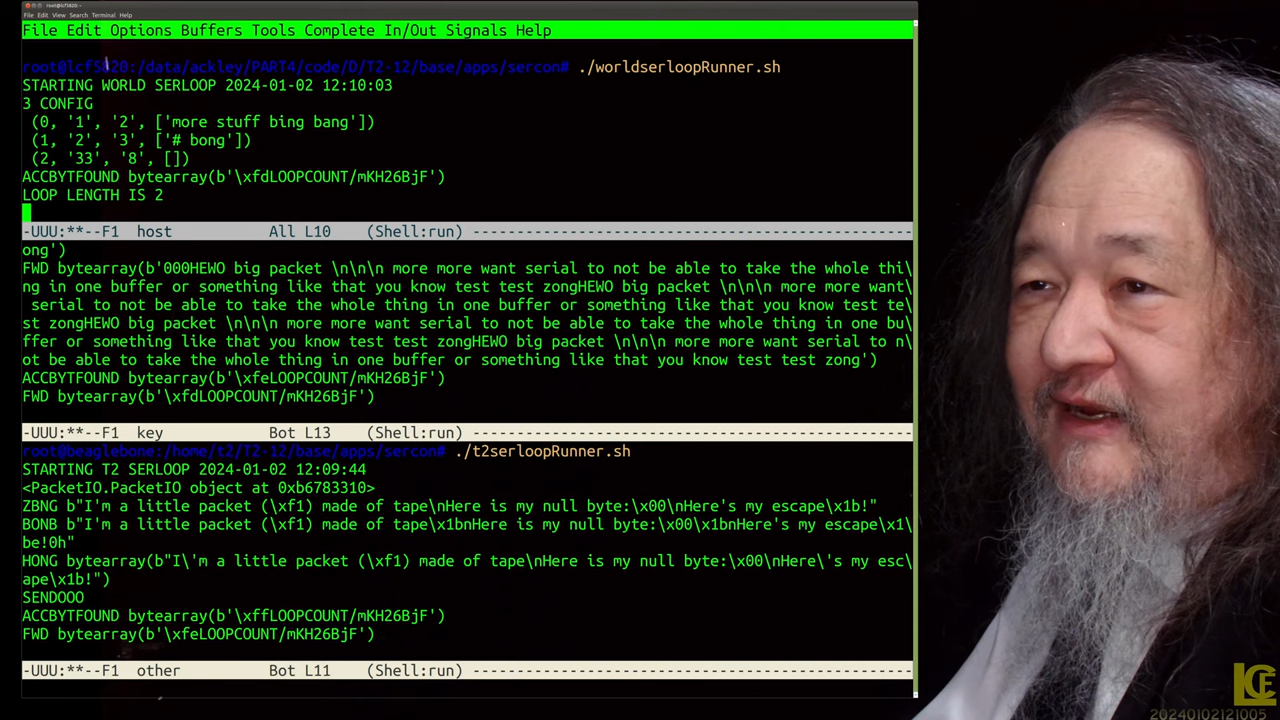 File Edit View Search Terminal Help
File Edit Options Buffers Tools Complete In/Out Signals Help
root@lcf5020:/data/ackley/PART4/code/D/T2-12/base/apps/sercon# ./worldserloopRunner.sh
STARTING WORLD SERLOOP 2024-01-02 12:10:03
3 CONFIG
(0, '1', '2', ['more stuff bing bang'])
(1, '2', '3', ['# bong'])
(2, '33', '8', [])
ACCBYTFOUND bytearray(b'\xfdLOOPCOUNT/mKH26BjF')
LOOP LENGTH IS 2
-UUU:**--F1 host All L10 (Shell:run) ----------------------------------------
ong')
FWD bytearray(b'000HEWO big packet \n\n\n more more want serial to not be able to take the whole thi\
ng in one buffer or something like that you know test test zongHEWO big packet \n\n\n more more want\
serial to not be able to take the whole thing in one buffer or something like that you know test te\
st zongHEWO big packet \n\n\n more more want serial to not be able to take the whole thing in one bu\
ffer or something like that you know test test zongHEWO big packet \n\n\n more more want serial to n\
ot be able to take the whole thing in one buffer or something like that you know test test zong')
ACCBYTFOUND bytearray(b'\xfeLOOPCOUNT/mKH26BjF')
FWD bytearray(b'\xfdLOOPCOUNT/mKH26BjF')
-UUU:**--F1 key Bot L13 (Shell:run) ----------------------------------------
root@beaglebone:/home/t2/T2-12/base/apps/sercon# ./t2serloopRunner.sh
STARTING T2 SERLOOP 2024-01-02 12:09:44
<PacketIO.PacketIO object at 0xb6783310>
ZBNG b"I'm a little packet (\xf1) made of tape\nHere is my null byte:\x00\nHere's my escape\x1b!"
BONB b"I'm a little packet (\xf1) made of tape\x1bnHere is my null byte:\x00\x1bnHere's my escape\x1\
be!0h"
HONG bytearray(b"I\'m a little packet (\xf1) made of tape\nHere is my null byte:\x00\nHere\'s my esc\
ape\x1b!")
SENDOOO
ACCBYTFOUND bytearray(b'\xffLOOPCOUNT/mKH26BjF')
FWD bytearray(b'\xfeLOOPCOUNT/mKH26BjF')
-UUU:**--F1 other Bot L11 (Shell:run) ----------------------------------------
20240102121005